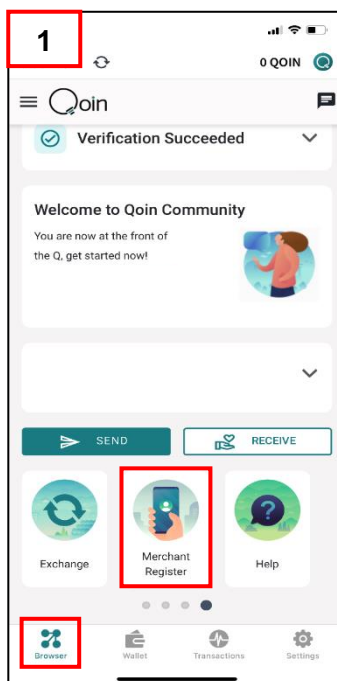 1
0 QOIN
Qoin
Verification Succeeded
Welcome to Qoin Community
You are now at the front of
the Q, get started now!
SEND
RECEIVE
Exchange
Merchant
Register
Help
Browser
Wallet
Transactions
Settings